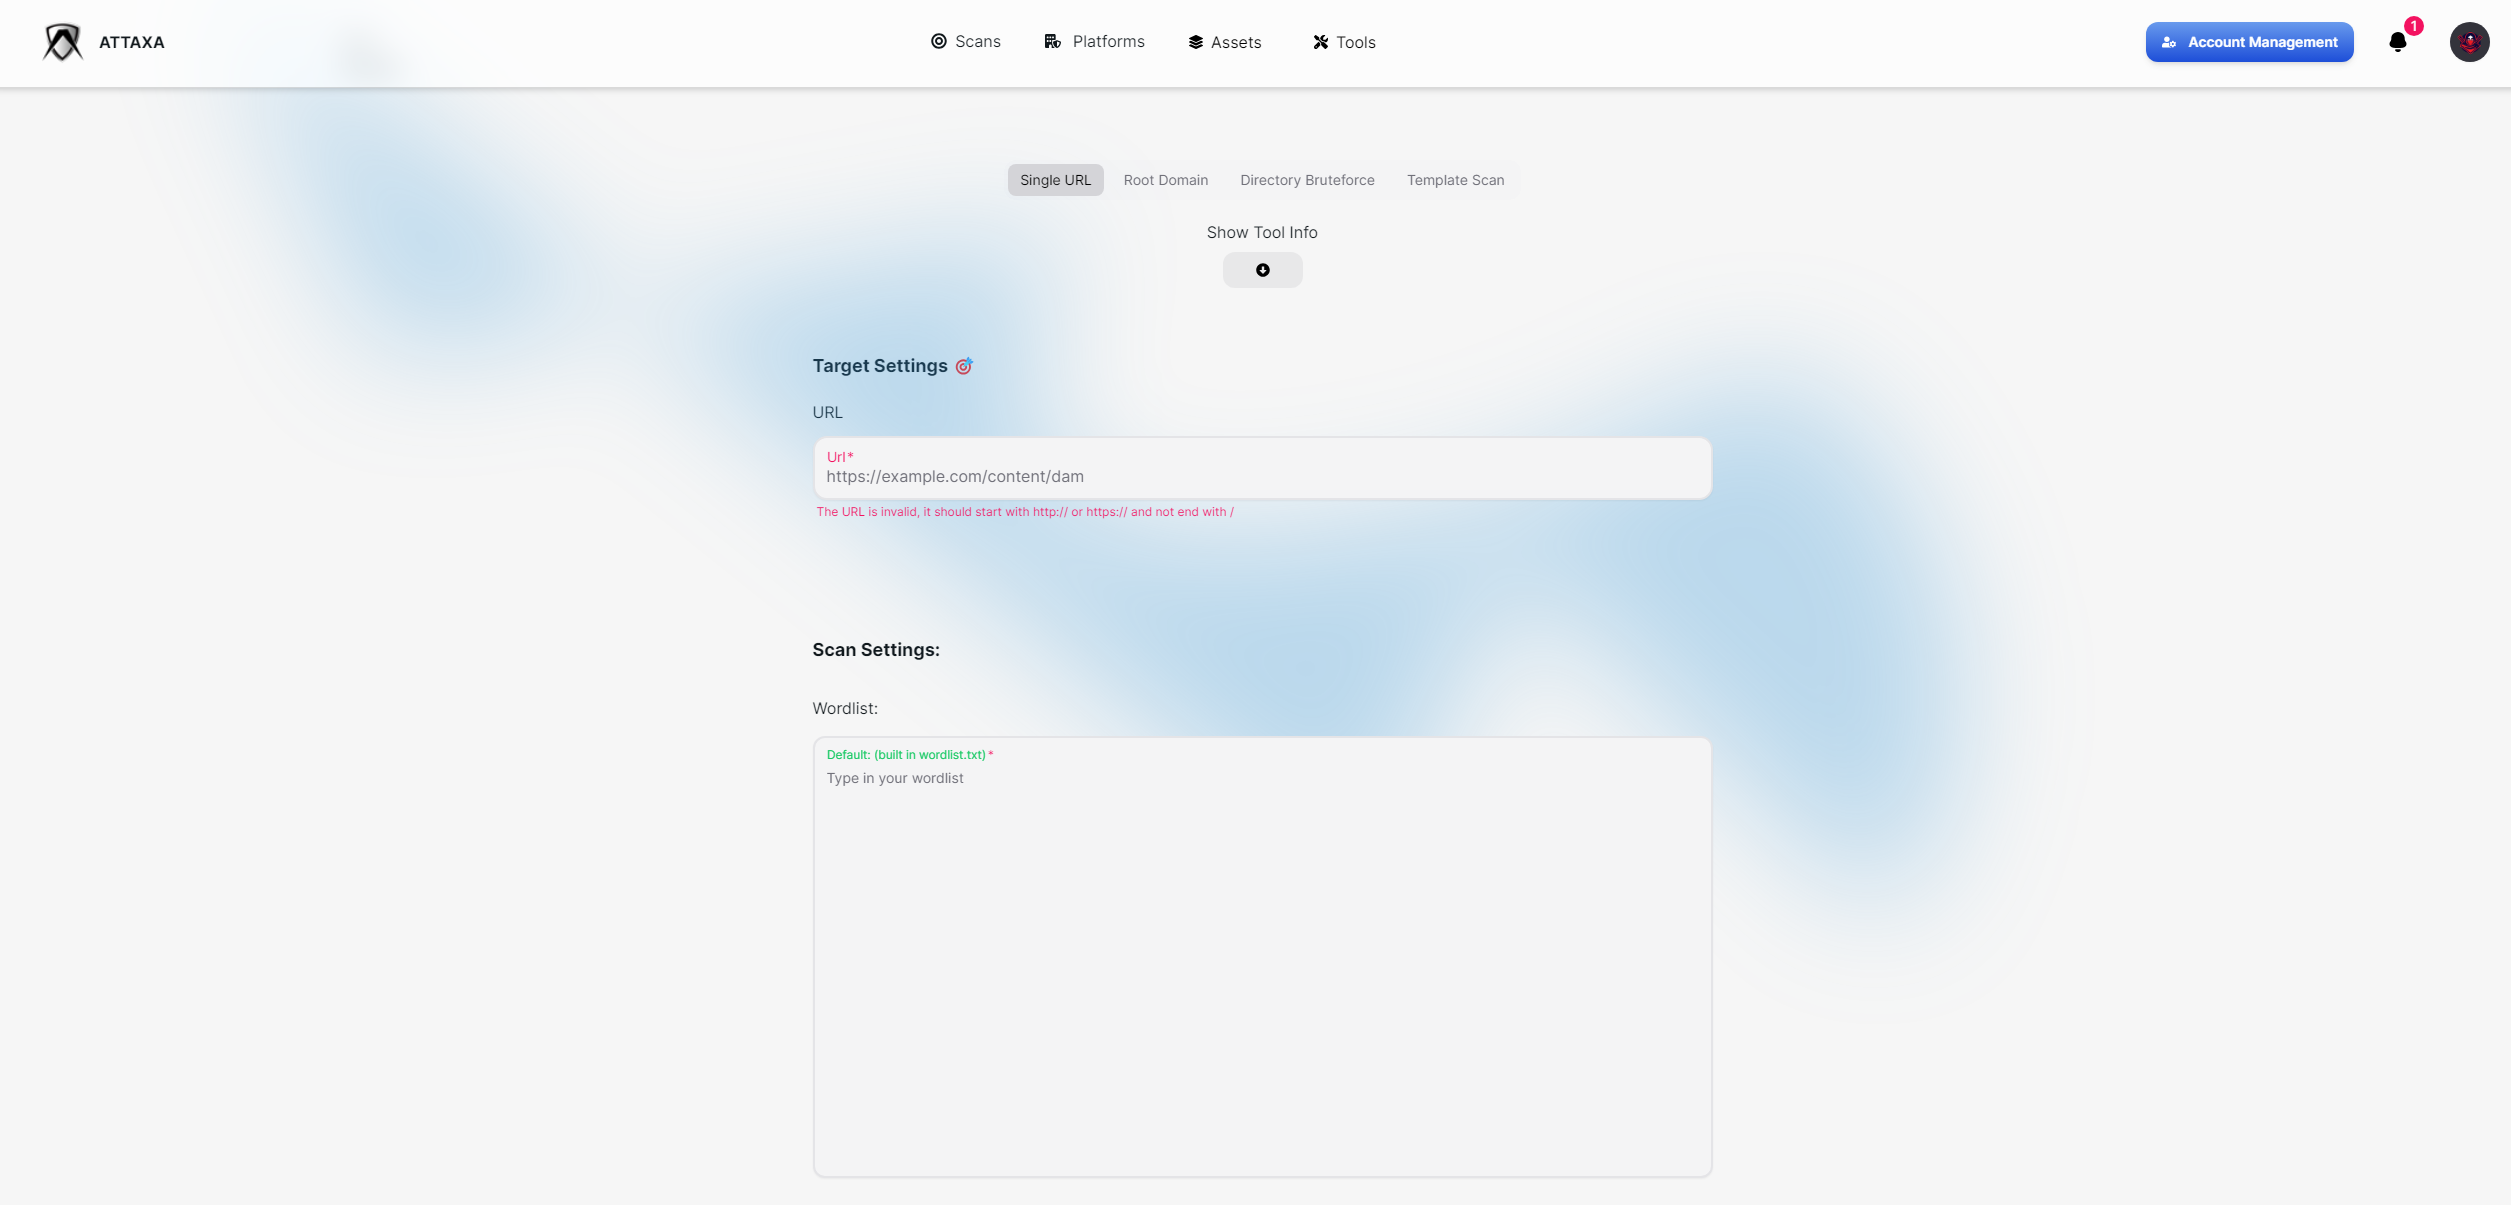 ATTAXA
Scans
Platforms
Assets
Tools
Account Management
1
Single URL
Root Domain
Directory Bruteforce
Template Scan
Show Tool Info
Target Settings
URL
Url*
https://example.com/content/dam
The URL is invalid, it should start with http:// or https:// and not end with /
Scan Settings:
Wordlist:
Default: (built in wordlist.txt)*
Type in your wordlist